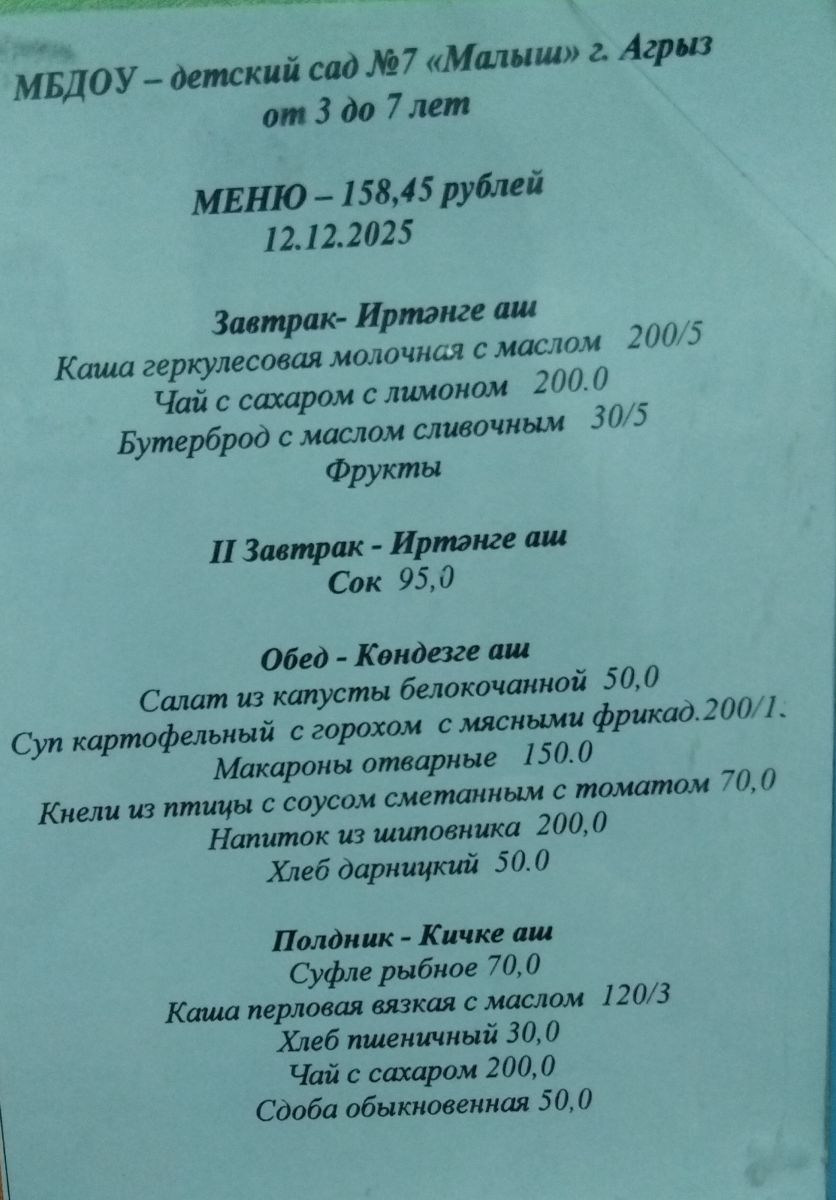 МБДОУ – детский сад №7 «Малыш» г. Агрыз
от 3 до 7 лет
МЕНЮ – 158,45 рублей
12.12.2025
Завтрак- Иртәнге аш
Каша геркулесовая молочная с маслом 200/5
Чай с сахаром с лимоном 200.0
Бутерброд с маслом сливочным 30/5
Фрукты
II Завтрак - Иртәнге аш
Сок 95,0
Обед - Көндезге аш
Салат из капусты белокочанной 50,0
Суп картофельный с горохом с мясными фрикад.
Макароны отварные 150.0
Кнели из птицы с соусом сметанным с томатом 70,0
Напиток из шиповника 200,0
Хлеб дарницкий 50.0
Полдник - Кичке аш
Суфле рыбное 70,0
Каша перловая вязкая с маслом 120/3
Хлеб пшеничный 30,0
Чай с сахаром 200,0
Сдоба обыкновенная 50,0